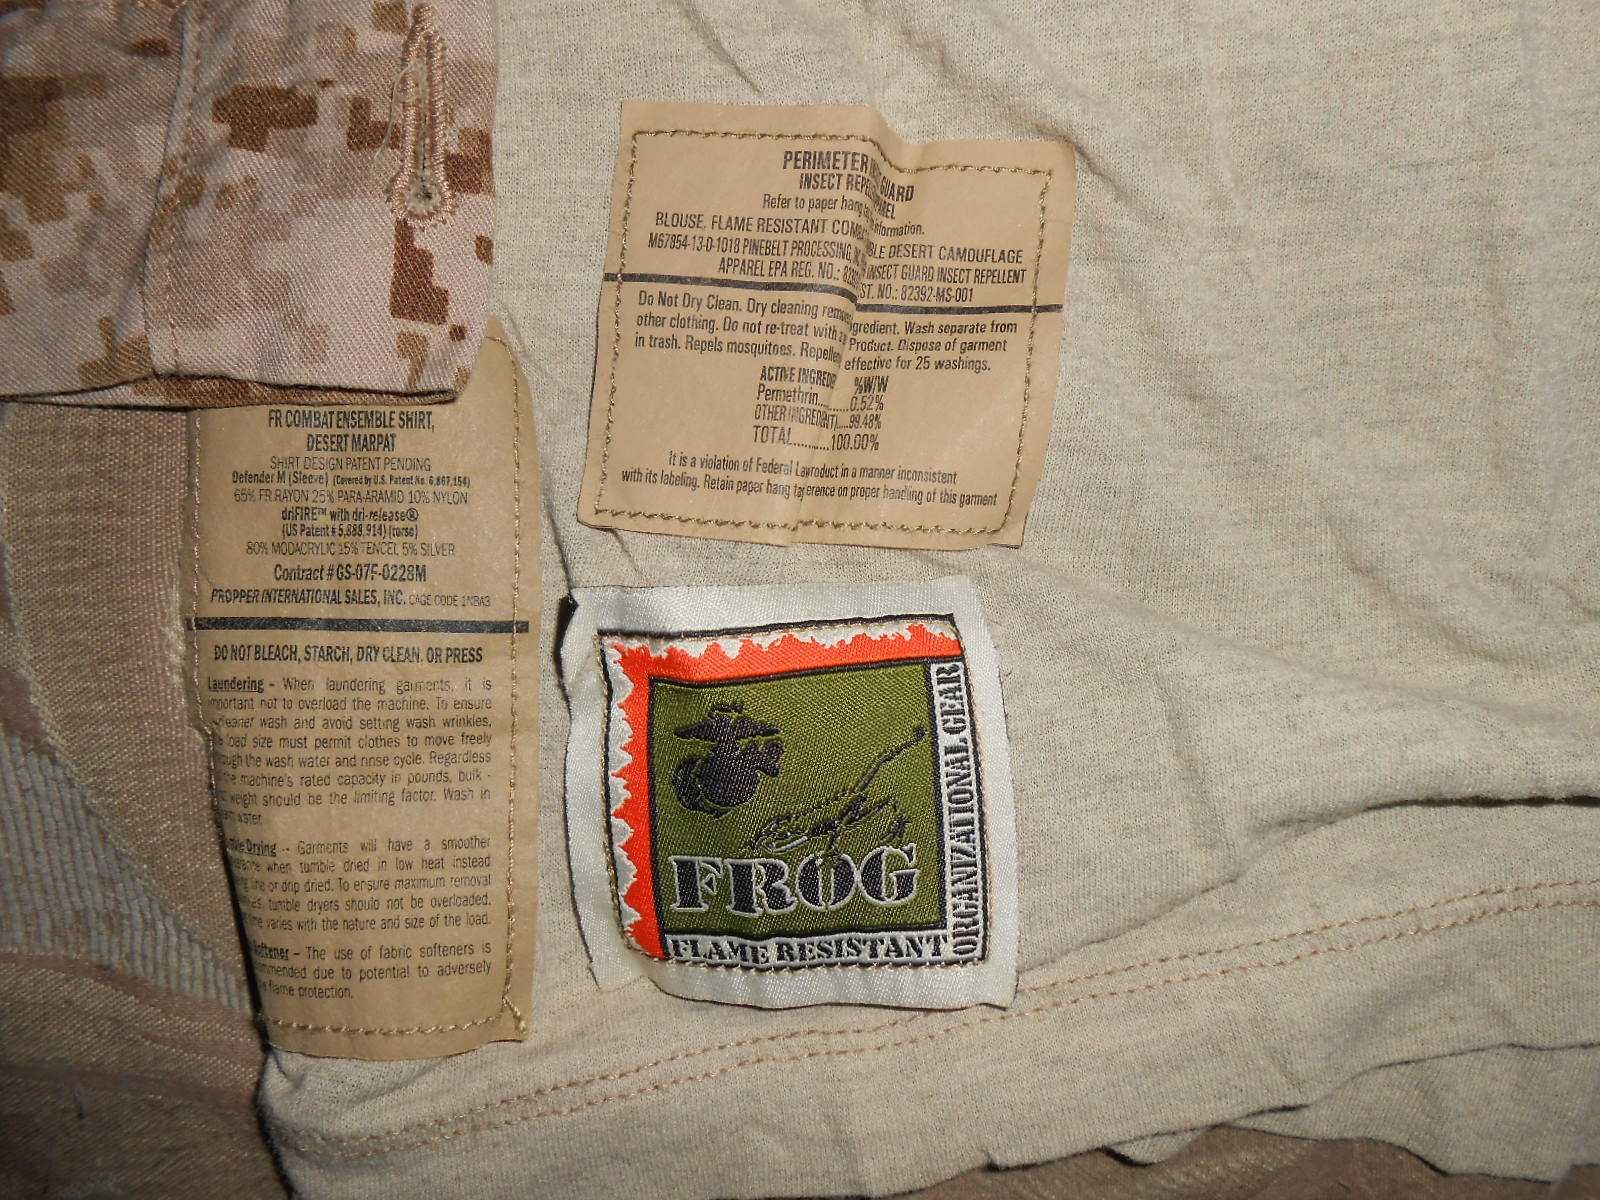 PERIMETER GUARD
INSECT
Refer to paper hang information.
BLOUSE, FLAME RESISTANT DESERT CAMOUFLAGE
M67854-13-D-1018 PINEBELT PROCESSING, INSECT GUARD INSECT REPELLENT
APPAREL EPA REG. NO.: EST. NO.: 82392-MS-001
Do Not Dry Clean. Dry cleaning Wash separate from
other clothing. Do not re-treat with Product. Dispose of garment
in trash. Repels mosquitoes. effective for 25 washings.
ACTIVE %W/W
Permethrin.......0.52%
OTHER .....99.48%
TOTAL..........100.00%
It is a violation of Federal in a manner inconsistent
with its labeling. Retain paper hang on proper handling of this garment
FR COMBAT ENSEMBLE SHIRT,
DESERT MARPAT
SHIRT DESIGN PATENT PENDING
Defender M (Sleeve) (Covered by U.S. Patent No. 6,867,154)
65% FR RAYON 25% PARA-ARAMID 10% NYLON
driFIRE™ with dri-release®
(US Patent # 5,888,914) (torso)
80% MODACRYLIC 15% TENCEL 5% SILVER
Contract # GS-07F-0228M
PROPPER INTERNATIONAL SALES, INC. CAGE CODE 1NBA3
DO NOT BLEACH, STARCH, DRY CLEAN, OR PRESS
Laundering - When laundering garments, it is
important not to overload the machine. To ensure
cleaner wash and avoid setting wash wrinkles,
load size must permit clothes to move freely
through the wash water and rinse cycle. Regardless
machine's rated capacity in pounds, bulk -
weight should be the limiting factor. Wash in
water.
Drying -- Garments will have a smoother
when tumble dried in low heat instead
line or drip dried. To ensure maximum removal
tumble dryers should not be overloaded.
varies with the nature and size of the load.
Softener – The use of fabric softeners is
due to potential to adversely
flame protection.
FROG
FLAME RESISTANT
ORGANIZATIONAL GEAR